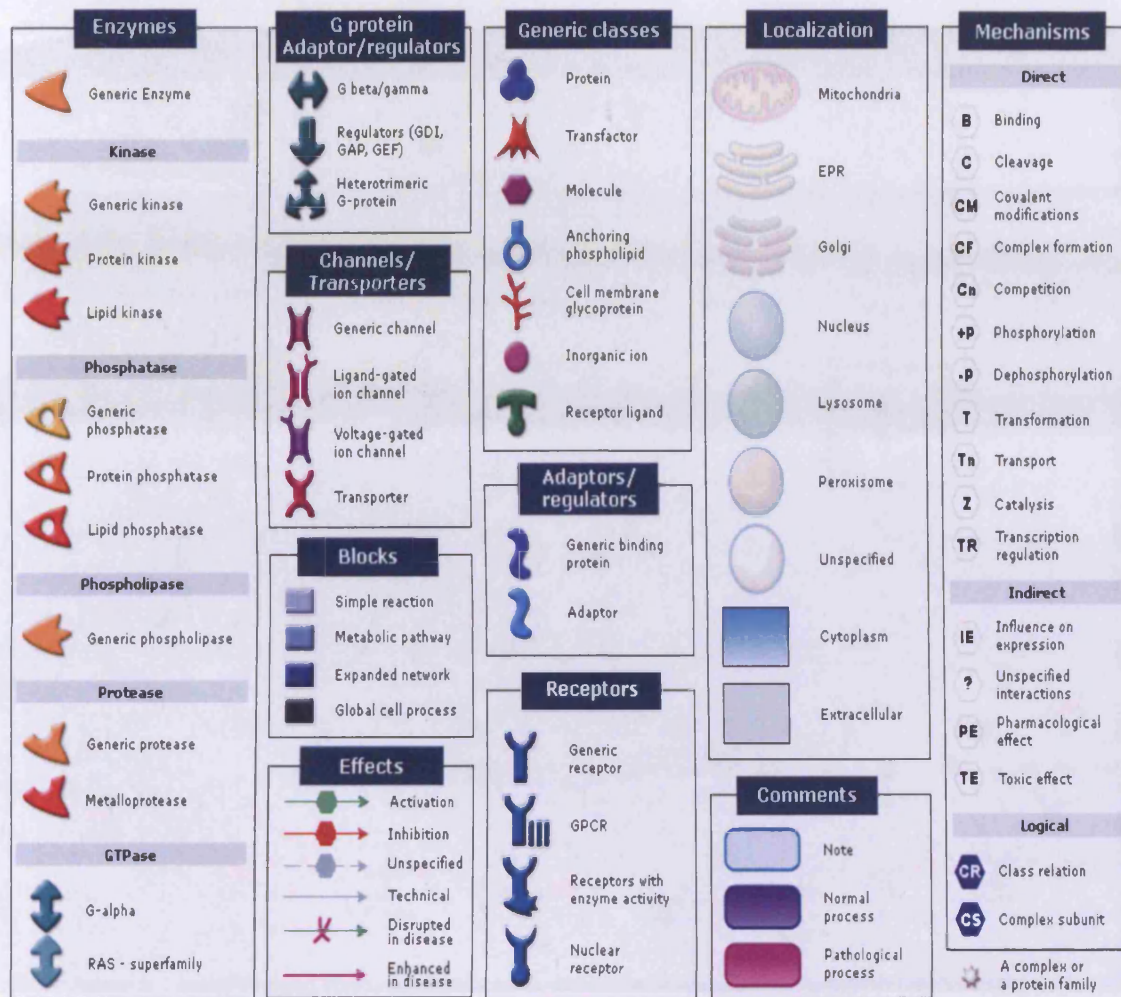 Enzymes
Generic Enzyme
Kinase
Generic kinase
Protein kinase
Lipid kinase
Phosphatase
Generic
phosphatase
Protein phosphatase
Lipid phosphatase
Phospholipase
Generic phospholipase
Protease
Generic protease
Metalloprotease
GTPase
G-alpha
RAS - superfamily
G protein
Adaptor/regulators
G beta/gamma
Regulators (GDI,
GAP, GEF)
Heterotrimeric
G-protein
Channels/
Transporters
Generic channel
Ligand-gated
ion channel
Voltage-gated
ion channel
Transporter
Blocks
Simple reaction
Metabolic pathway
Expanded network
Global cell process
Effects
Activation
Inhibition
Unspecified
Technical
Disrupted
in disease
Enhanced
in disease
Generic classes
Protein
Transfactor
Molecule
Anchoring
phospholipid
Cell membrane
glycoprotein
Inorganic ion
Receptor ligand
Adaptors/
regulators
Generic binding
protein
Adaptor
Receptors
Generic
receptor
GPCR
Receptors with
enzyme activity
Nuclear
receptor
Localization
Mitochondria
EPR
Golgi
Nucleus
Lysosome
Peroxisome
Unspecified
Cytoplasm
Extracellular
Comments
Note
Normal
process
Pathological
process
Mechanisms
Direct
B Binding
C Cleavage
CM Covalent
modifications
CF Complex formation
Cn Competition
+P Phosphorylation
-P Dephosphorylation
T Transformation
Tn Transport
Z Catalysis
TR Transcription
regulation
Indirect
IE Influence on
expression
? Unspecified
interactions
PE Pharmacological
effect
TE Toxic effect
Logical
CR Class relation
CS Complex subunit
A complex or
a protein family